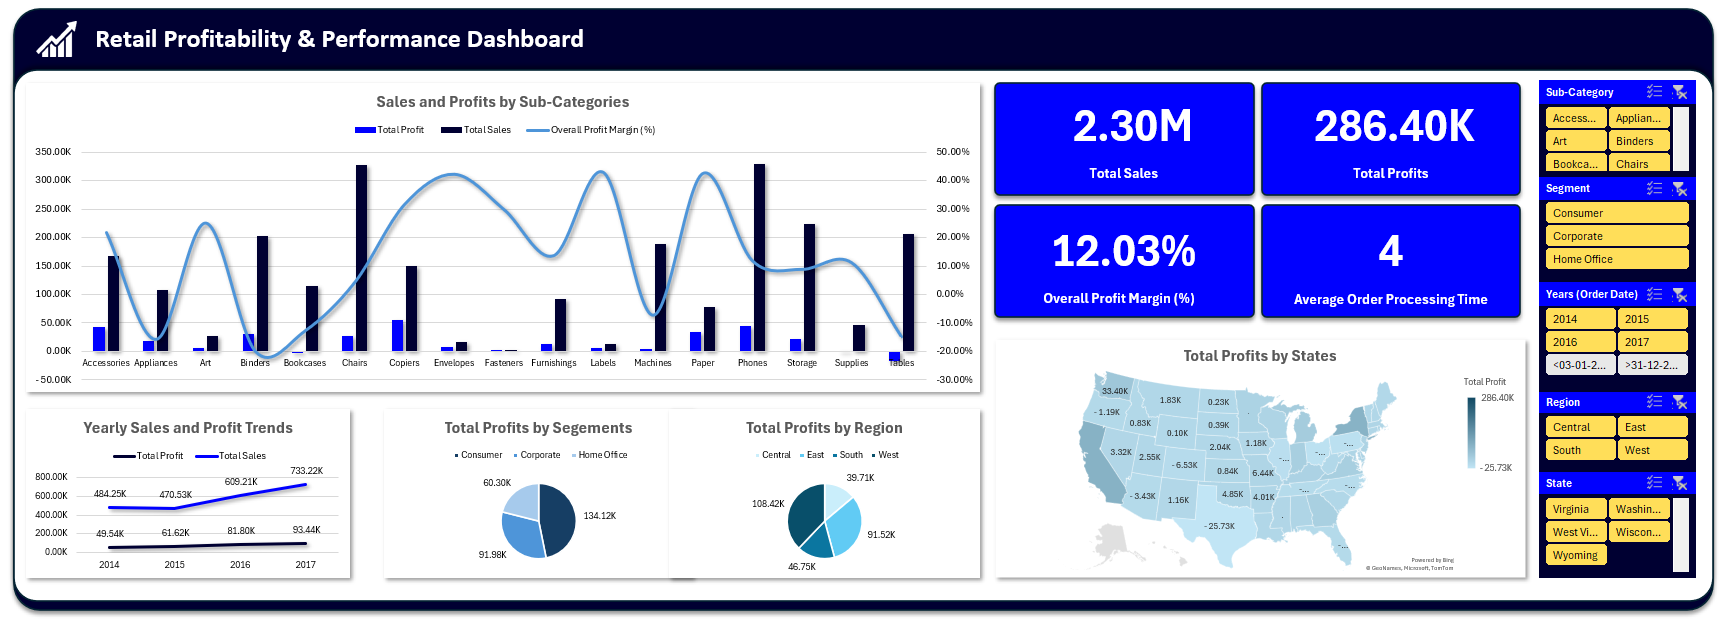 Retail Profitability & Performance Dashboard
Sales and Profits by Sub-Categories
Total Profit Total Sales Overall Profit Margin (%)
350.00K 50.00%
300.00K 40.00%
250.00K 30.00%
200.00K 20.00%
150.00K 10.00%
100.00K 0.00%
50.00K -10.00%
0.00K -20.00%
-50.00K -30.00%
Accessories Appliances Art Binders Bookcases Chairs Copiers Envelopes Fasteners Furnishings Labels Machines Paper Phones Storage Supplies Tables
2.30M
Total Sales
286.40K
Total Profits
12.03%
Overall Profit Margin (%)
4
Average Order Processing Time
Yearly Sales and Profit Trends
Total Profit Total Sales
800.00K
600.00K
400.00K
200.00K
0.00K
484.25K 470.53K 609.21K 733.22K
49.54K 61.62K 81.80K 93.44K
2014 2015 2016 2017
Total Profits by Segements
Consumer Corporate Home Office
60.30K
134.12K
91.98K
Total Profits by Region
Central East South West
39.71K
108.42K
91.52K
46.75K
Total Profits by States
Total Profit
286.40K
-25.73K
33.40K
1.83K
0.23K
-1.19K
0.83K
0.10K
0.39K
2.04K
1.18K
3.32K
2.55K
-6.53K
0.84K
6.44K
-3.43K
1.16K
4.85K
4.01K
-25.73K
-...
-...
-...
-...
-...
-...
Powered by Bing
© GeoNames, Microsoft, TomTom
Sub-Category
Access... Applian...
Art Binders
Bookca... Chairs
Segment
Consumer
Corporate
Home Office
Years (Order Date)
2014 2015
2016 2017
<03-01-2... >31-12-2...
Region
Central East
South West
State
Virginia Washin...
West Vi... Wiscon...
Wyoming